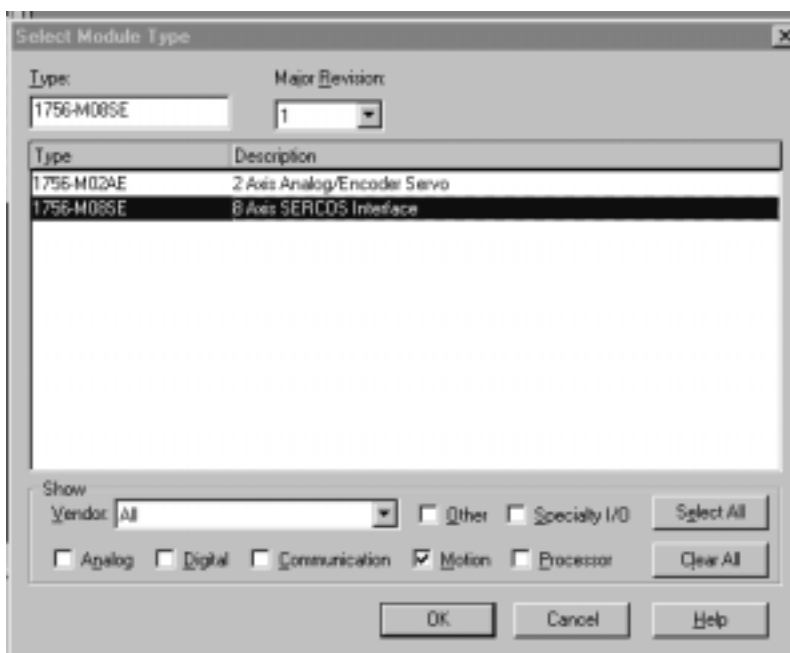 Select Module Type
Type:
Major Revision:
1756-M08SE
1
Type Description
1756-M02AE 2 Axis Analog/Encoder Servo
1756-M08SE 8 Axis SERCOS Interface
Show
Vendor: All
Other Specialty I/O Select All
Analog Digital Communication Motion Processor Clear All
OK Cancel Help